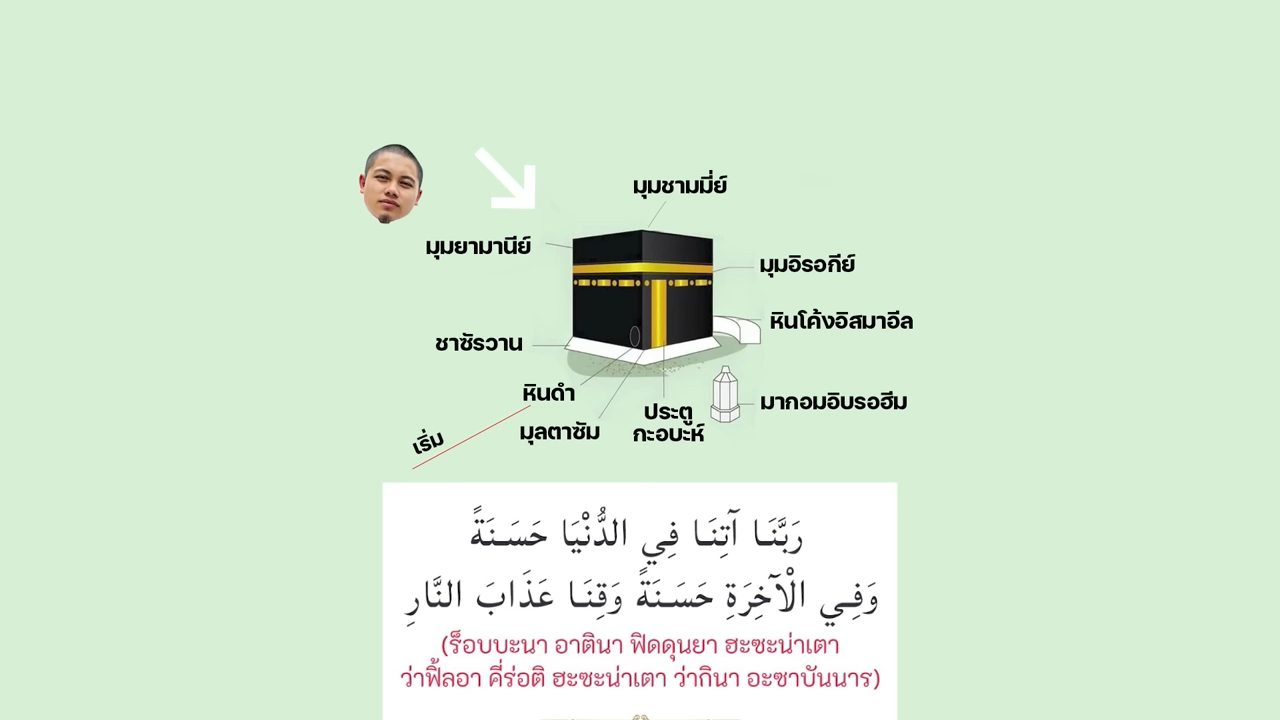 มุมชามมี่ย์
มุมยามานีย์
มุมอิรอกีย์
หินโค้งอิสมาอีล
ชาซัรวาน
หินดำ
มากอมอิบรอฮีม
ประตู
กะอบะห์
มุลตาซัม
เริ่ม
رَبَّنَا آتِنَا فِي الدُّنْيَا حَسَنَةً
وَفِي الْآخِرَةِ حَسَنَةً وَقِنَا عَذَابَ النَّارِ
(ร็อบบะนา อาตินา ฟิดดุนยา ฮะซะน่าเตา
ว่าฟิ้ลอา คี่ร่อติ ฮะซะน่าเตา ว่ากินา อะซาบันนาร)